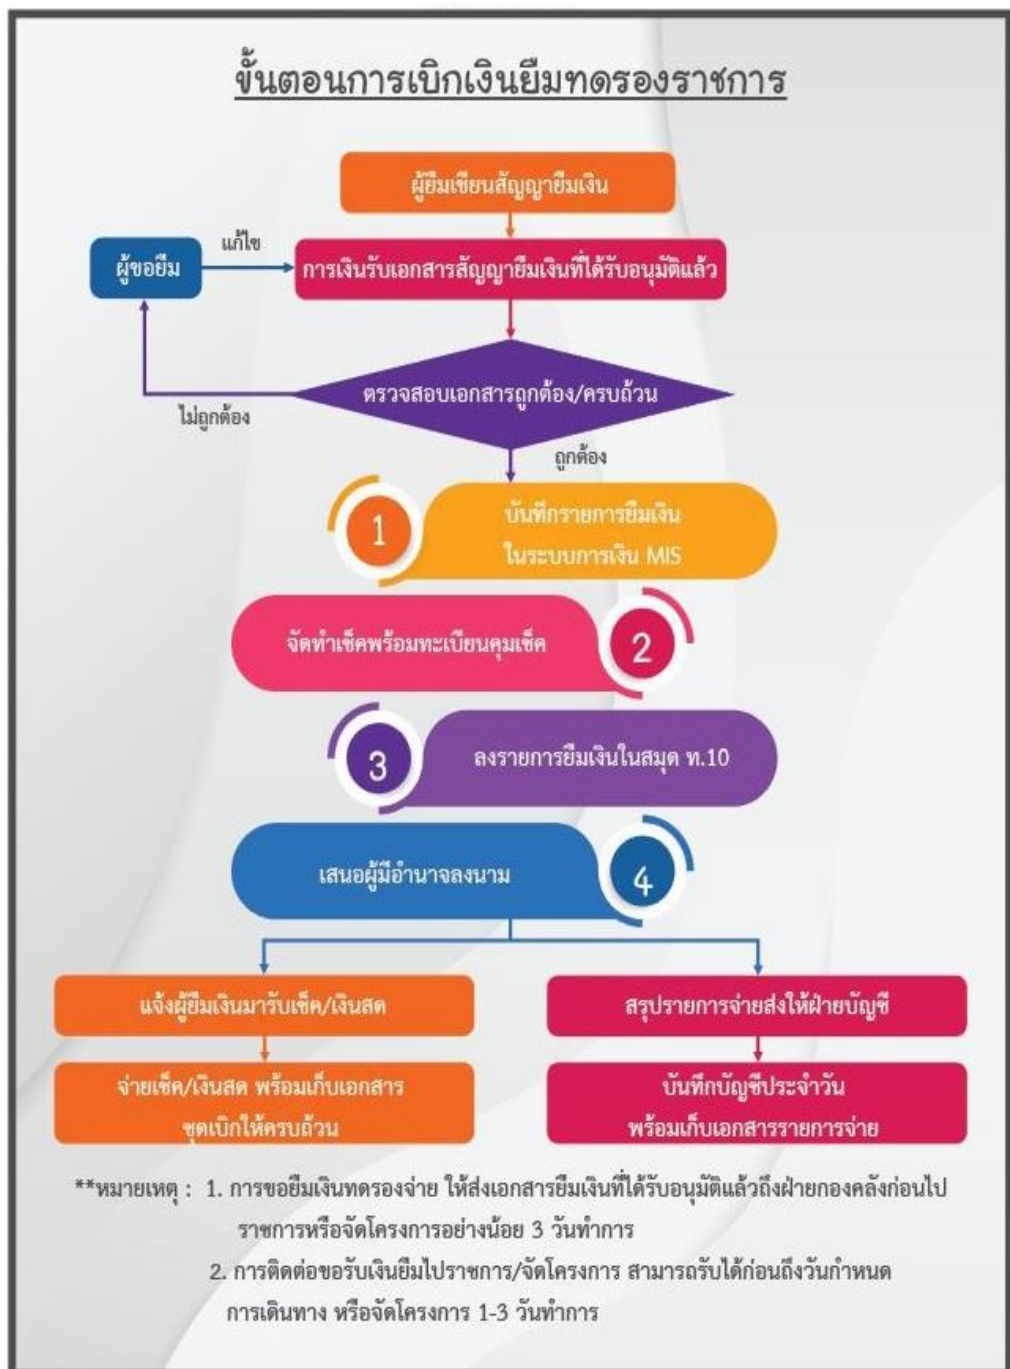 ขั้นตอนการเบิกเงินยืมทดรองราชการ
ผู้ยืมเขียนสัญญายืมเงิน
ผู้ขอยืม
แก้ไข
การเงินรับเอกสารสัญญายืมเงินที่ได้รับอนุมัติแล้ว
ตรวจสอบเอกสารถูกต้อง/ครบถ้วน
ไม่ถูกต้อง
ถูกต้อง
1
บันทึกรายการยืมเงิน
ในระบบการเงิน MIS
จัดทำเช็คพร้อมทะเบียนคุมเช็ค
2
3
ลงรายการยืมเงินในสมุด ท.10
เสนอผู้มีอำนาจลงนาม
4
แจ้งผู้ยืมเงินมารับเช็ค/เงินสด
สรุปรายการจ่ายส่งให้ฝ่ายบัญชี
จ่ายเช็ค/เงินสด พร้อมเก็บเอกสาร
ชุดเบิกให้ครบถ้วน
บันทึกบัญชีประจำวัน
พร้อมเก็บเอกสารรายการจ่าย
**หมายเหตุ : 1. การขอยืมเงินทดรองจ่าย ให้ส่งเอกสารยืมเงินที่ได้รับอนุมัติแล้วถึงฝ่ายกองคลังก่อนไป
ราชการหรือจัดโครงการอย่างน้อย 3 วันทำการ
2. การติดต่อขอรับเงินยืมไปราชการ/จัดโครงการ สามารถรับได้ก่อนถึงวันกำหนด
การเดินทาง หรือจัดโครงการ 1-3 วันทำการ